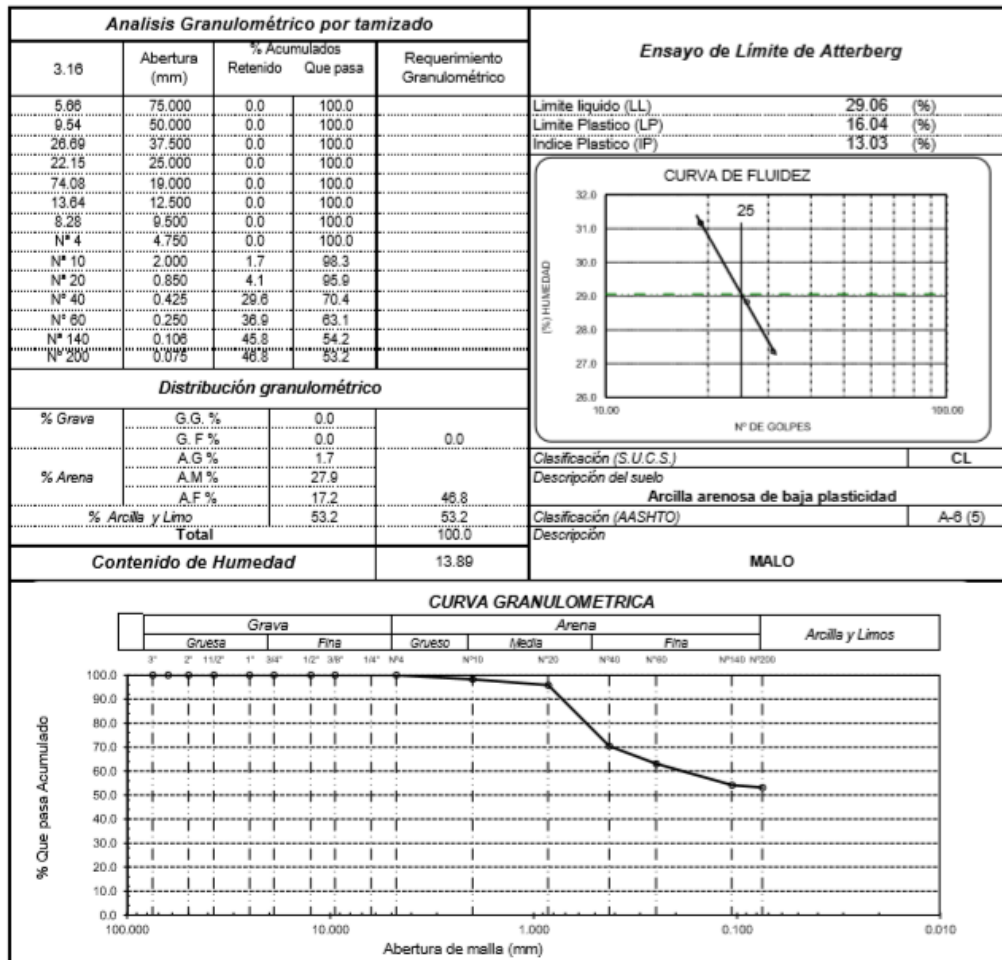 Analisis Granulométrico por tamizado
3.16 Abertura (mm) % Acumulados Retenido Que pasa Requerimiento Granulométrico
5.66 75.000 0.0 100.0
9.54 50.000 0.0 100.0
26.69 37.500 0.0 100.0
22.15 25.000 0.0 100.0
74.08 19.000 0.0 100.0
13.64 12.500 0.0 100.0
8.28 9.500 0.0 100.0
Nº 4 4.750 0.0 100.0
Nº 10 2.000 1.7 98.3
Nº 20 0.850 4.1 95.9
Nº 40 0.425 29.6 70.4
Nº 60 0.250 36.9 63.1
Nº 140 0.106 45.8 54.2
Nº 200 0.075 46.8 53.2
Distribución granulométrico
% Grava G.G. % 0.0
G. F % 0.0 0.0
A.G % 1.7
% Arena A.M % 27.9
A.F % 17.2 46.8
% Arcilla y Limo 53.2 53.2
Total 100.0
Contenido de Humedad 13.89
Ensayo de Límite de Atterberg
Limite liquido (LL) 29.06 (%)
Limite Plastico (LP) 16.04 (%)
Indice Plastico (IP) 13.03 (%)
CURVA DE FLUIDEZ
25
(%) HUMEDAD
32.0
31.0
30.0
29.0
28.0
27.0
26.0
10.00 100.00
Nº DE GOLPES
Clasificación (S.U.C.S.) CL
Descripción del suelo
Arcilla arenosa de baja plasticidad
Clasificación (AASHTO) A-6 (5)
Descripción
MALO
CURVA GRANULOMETRICA
Grava Arena Arcilla y Limos
Gruesa Fina Grueso Media Fina
3" 2" 11/2" 1" 3/4" 1/2" 3/8" 1/4" Nº4 Nº10 Nº20 Nº40 Nº60 Nº140 Nº200
% Que pasa Acumulado
100.0
90.0
80.0
70.0
60.0
50.0
40.0
30.0
20.0
10.0
0.0
100.000 10.000 1.000 0.100 0.010
Abertura de malla (mm)